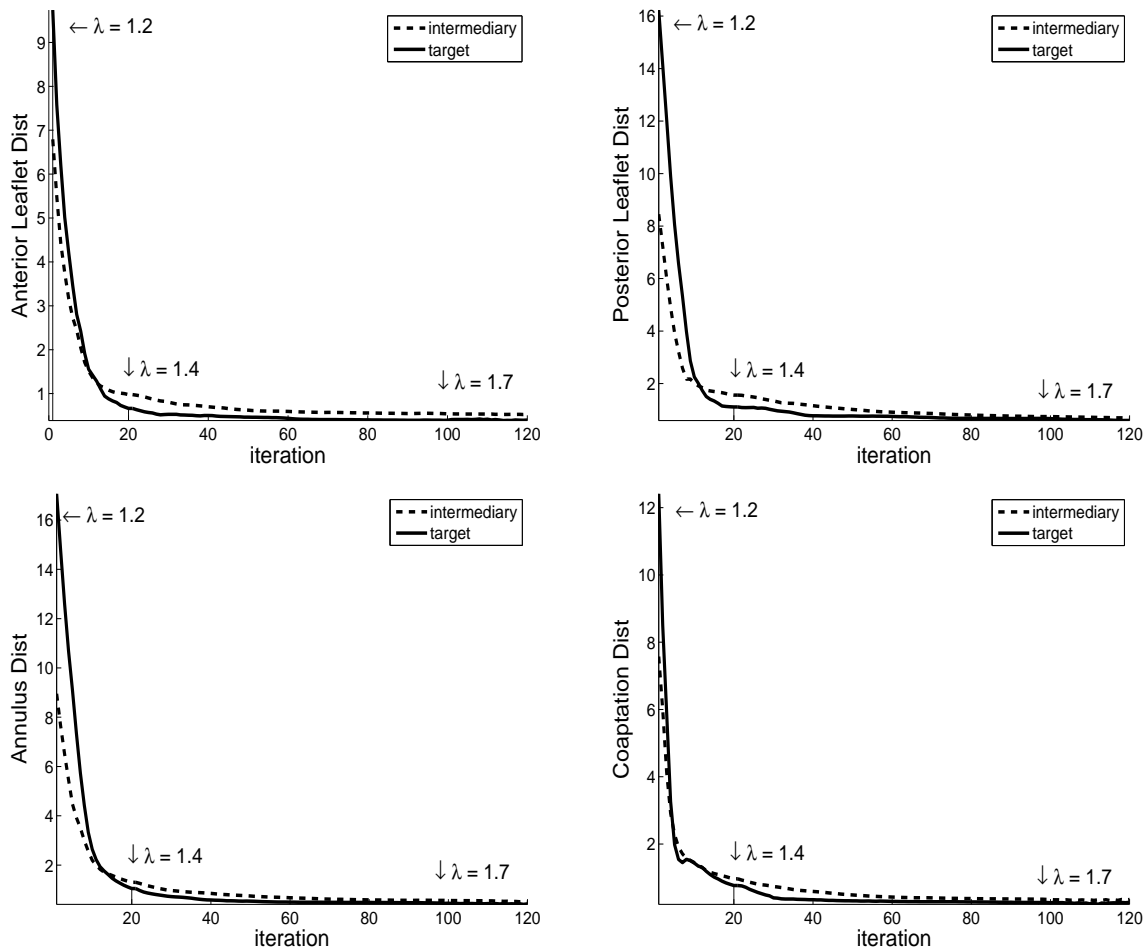 ← λ = 1.2
intermediary
target
9
8
7
6
5
4
3
2
1
Anterior Leaflet Dist
↓ λ = 1.4
↓ λ = 1.7
0 20 40 60 80 100 120
iteration
← λ = 1.2
intermediary
target
16
14
12
10
8
6
4
2
Posterior Leaflet Dist
↓ λ = 1.4
↓ λ = 1.7
20 40 60 80 100 120
iteration
← λ = 1.2
intermediary
target
16
14
12
10
8
6
4
2
Annulus Dist
↓ λ = 1.4
↓ λ = 1.7
20 40 60 80 100 120
iteration
← λ = 1.2
intermediary
target
12
10
8
6
4
2
Coaptation Dist
↓ λ = 1.4
↓ λ = 1.7
20 40 60 80 100 120
iteration